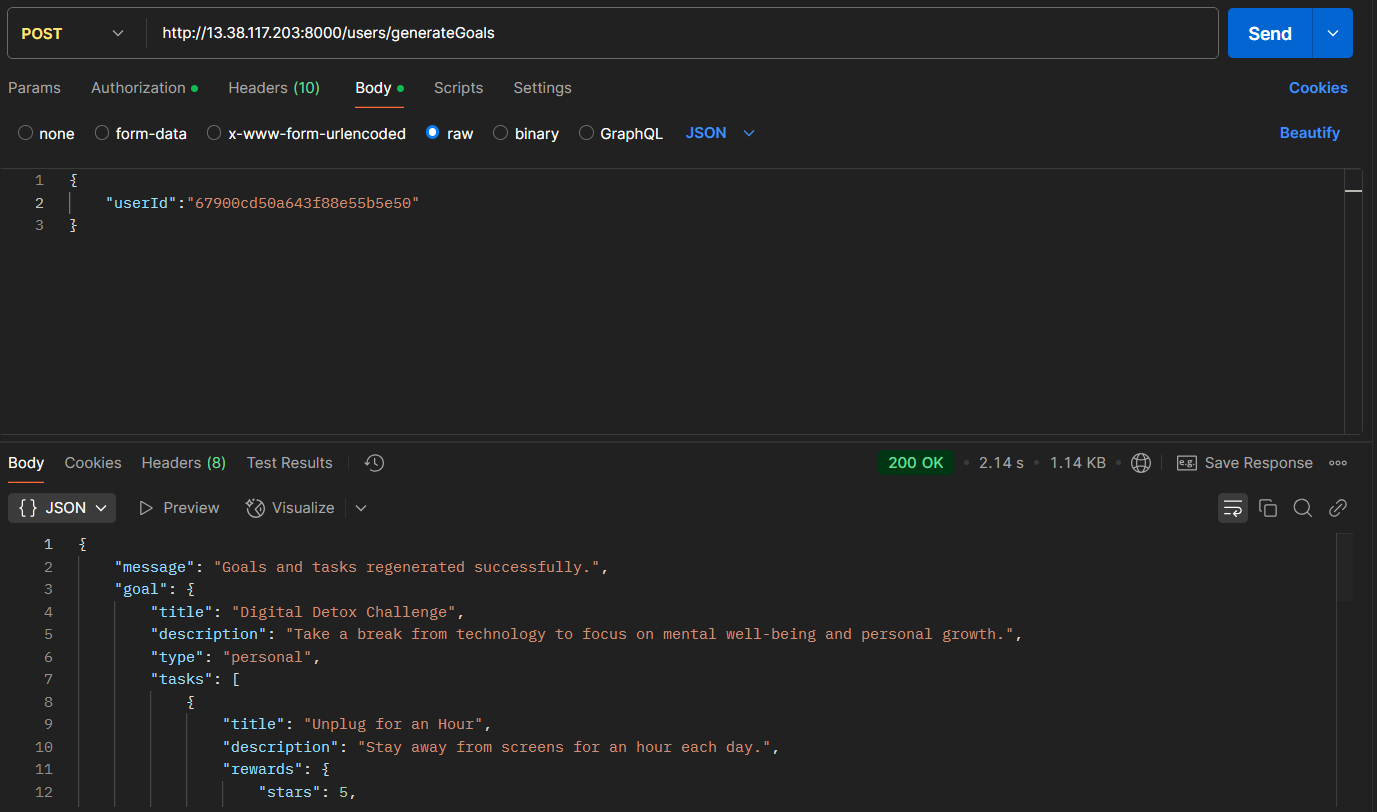 POST http://13.38.117.203:8000/users/generateGoals Send
Params Authorization Headers (10) Body Scripts Settings Cookies
none form-data x-www-form-urlencoded raw binary GraphQL JSON Beautify
1 {
2 "userId":"67900cd50a643f88e55b5e50"
3 }
Body Cookies Headers (8) Test Results 200 OK 2.14 s 1.14 KB e.g. Save Response
{} JSON Preview Visualize
1 {
2 "message": "Goals and tasks regenerated successfully.",
3 "goal": {
4 "title": "Digital Detox Challenge",
5 "description": "Take a break from technology to focus on mental well-being and personal growth.",
6 "type": "personal",
7 "tasks": [
8 {
9 "title": "Unplug for an Hour",
10 "description": "Stay away from screens for an hour each day.",
11 "rewards": {
12 "stars": 5,